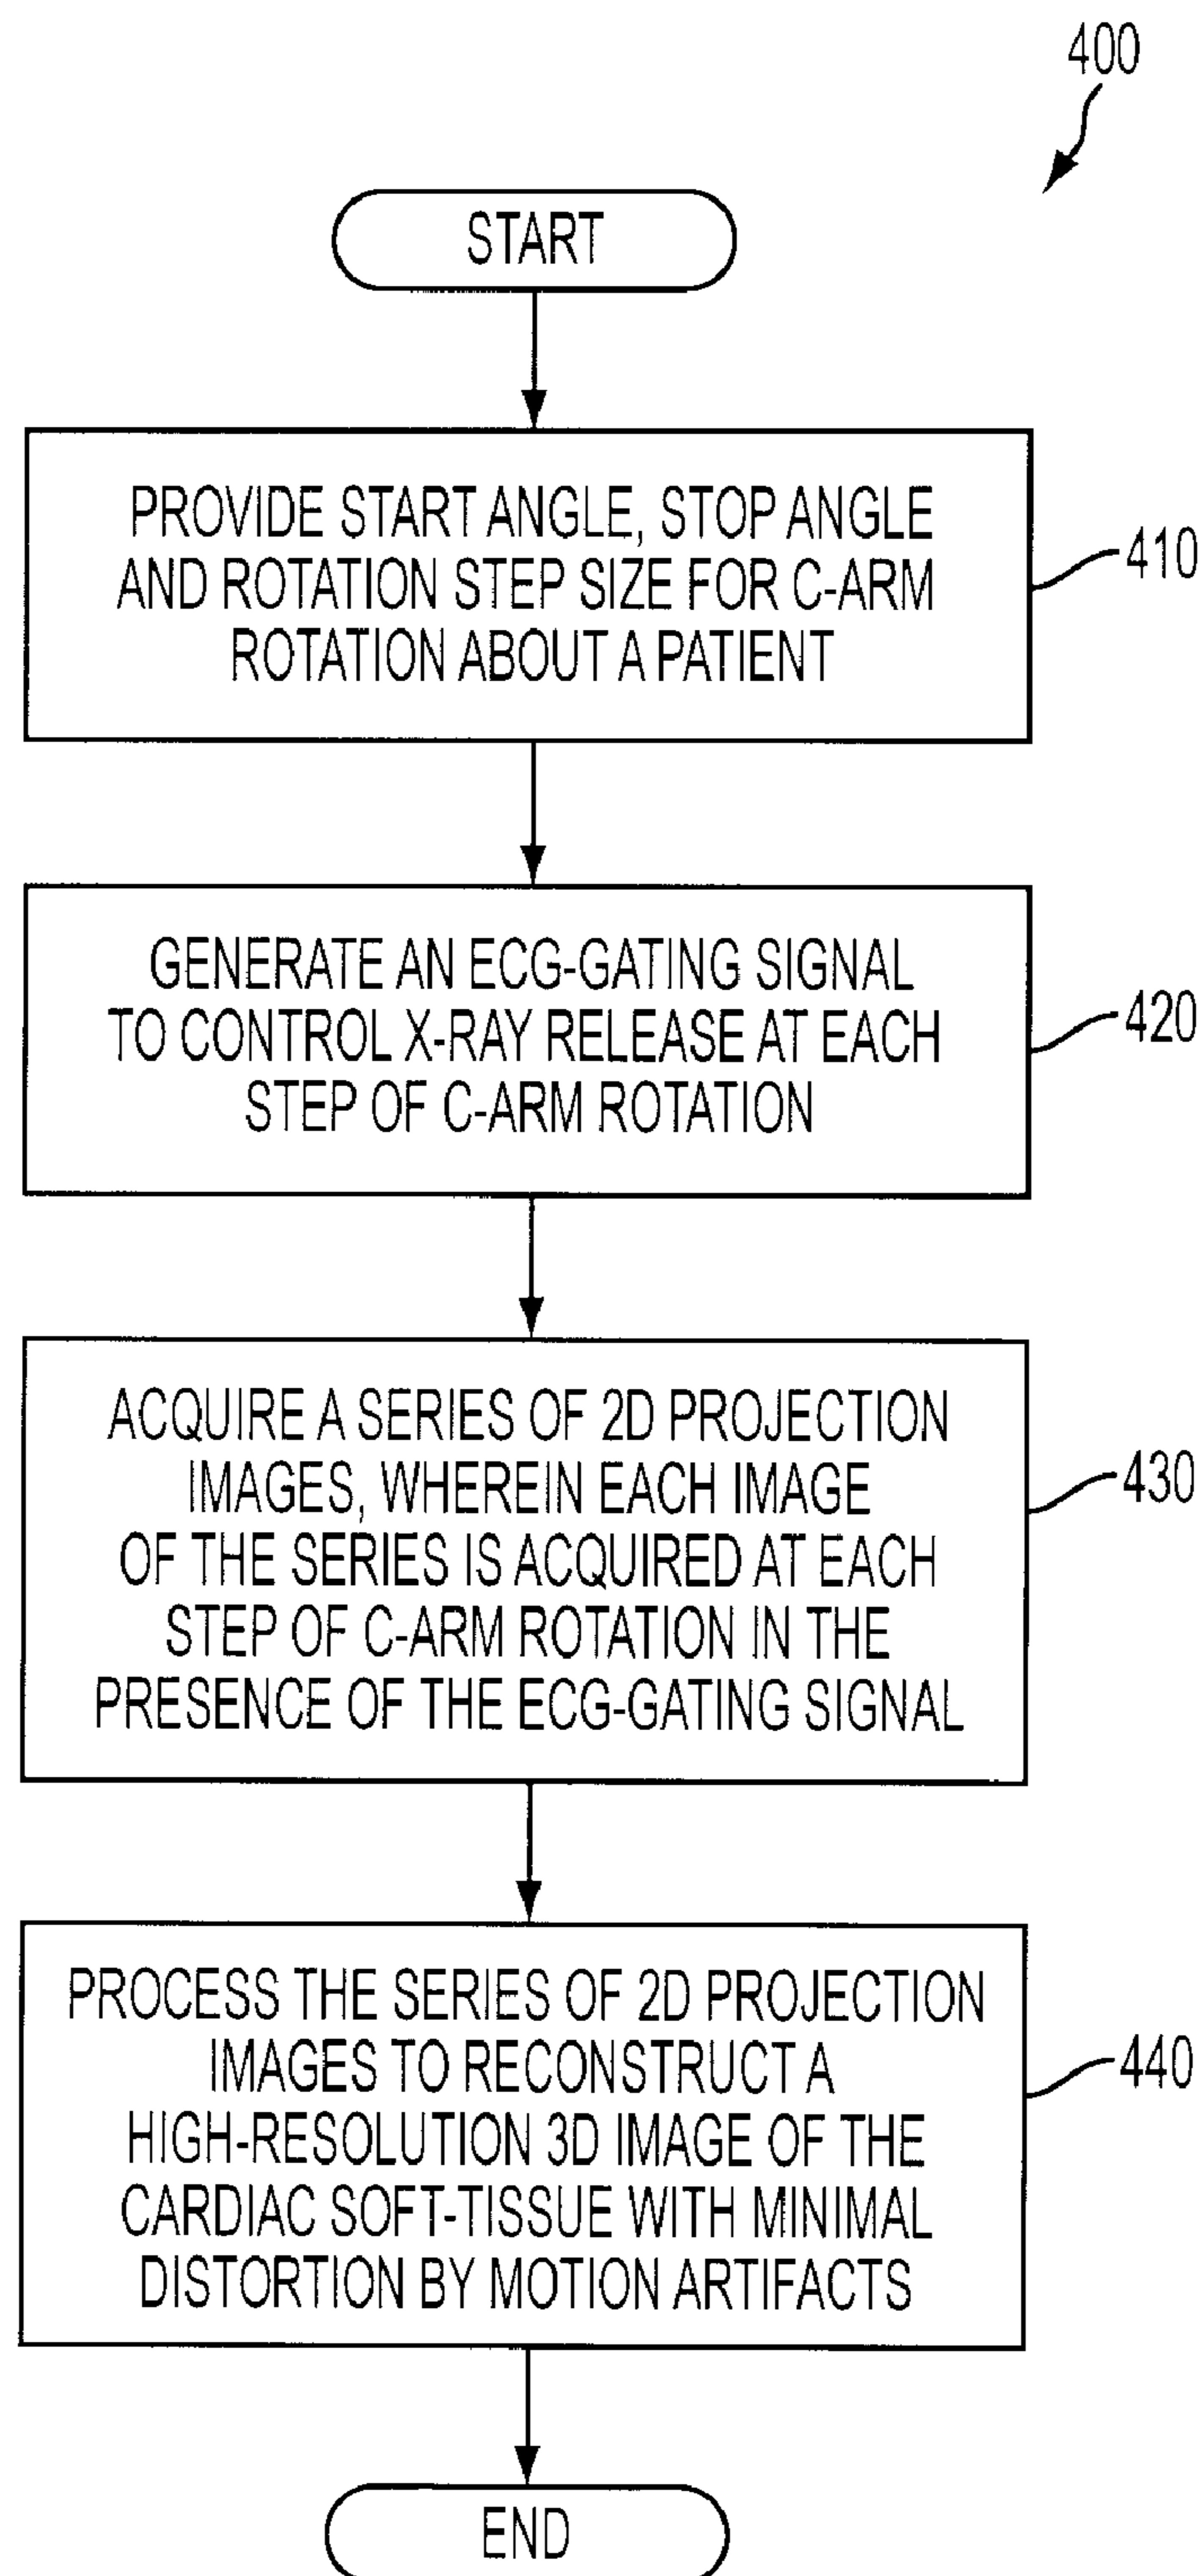 400
START
PROVIDE START ANGLE, STOP ANGLE
AND ROTATION STEP SIZE FOR C-ARM
ROTATION ABOUT A PATIENT
410
GENERATE AN ECG-GATING SIGNAL
TO CONTROL X-RAY RELEASE AT EACH
STEP OF C-ARM ROTATION
420
ACQUIRE A SERIES OF 2D PROJECTION
IMAGES, WHEREIN EACH IMAGE
OF THE SERIES IS ACQUIRED AT EACH
STEP OF C-ARM ROTATION IN THE
PRESENCE OF THE ECG-GATING SIGNAL
430
PROCESS THE SERIES OF 2D PROJECTION
IMAGES TO RECONSTRUCT A
HIGH-RESOLUTION 3D IMAGE OF THE
CARDIAC SOFT-TISSUE WITH MINIMAL
DISTORTION BY MOTION ARTIFACTS
440
END